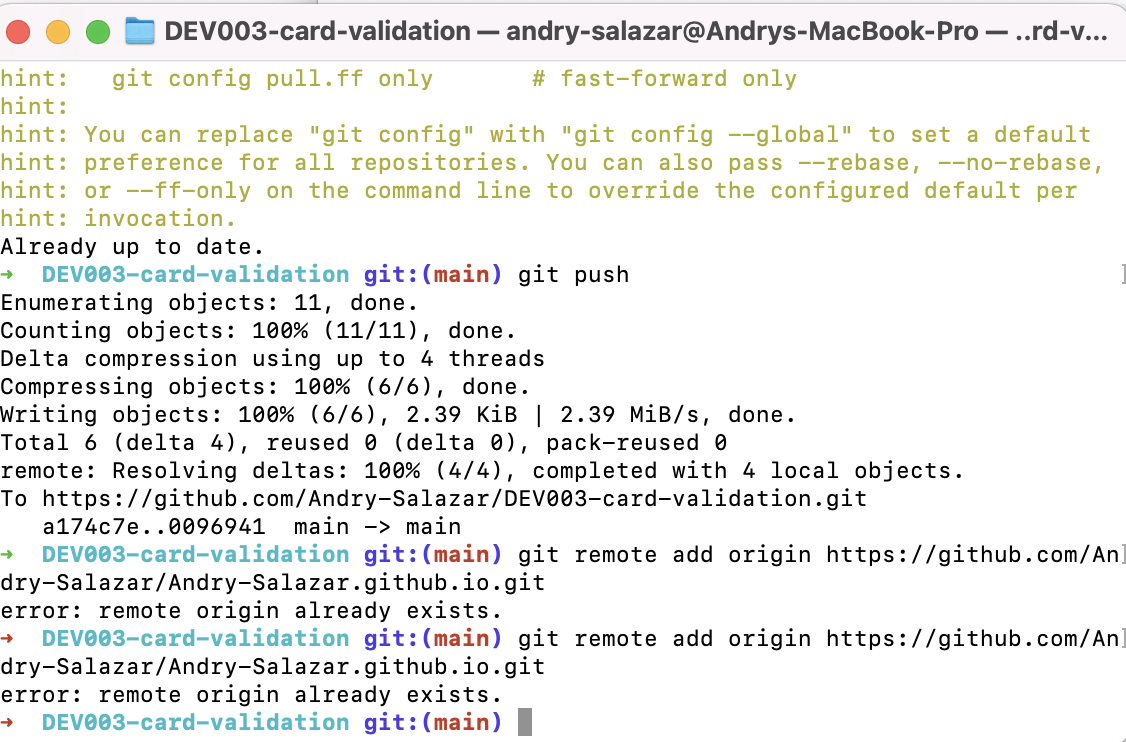 DEV003-card-validation — andry-salazar@Andrys-MacBook-Pro — ..rd-v...
hint:   git config pull.ff only       # fast-forward only
hint:
hint: You can replace "git config" with "git config --global" to set a default
hint: preference for all repositories. You can also pass --rebase, --no-rebase,
hint: or --ff-only on the command line to override the configured default per
hint: invocation.
Already up to date.
➜  DEV003-card-validation git:(main) git push
Enumerating objects: 11, done.
Counting objects: 100% (11/11), done.
Delta compression using up to 4 threads
Compressing objects: 100% (6/6), done.
Writing objects: 100% (6/6), 2.39 KiB | 2.39 MiB/s, done.
Total 6 (delta 4), reused 0 (delta 0), pack-reused 0
remote: Resolving deltas: 100% (4/4), completed with 4 local objects.
To https://github.com/Andry-Salazar/DEV003-card-validation.git
   a174c7e..0096941  main -> main
➜  DEV003-card-validation git:(main) git remote add origin https://github.com/An
dry-Salazar/Andry-Salazar.github.io.git
error: remote origin already exists.
➜  DEV003-card-validation git:(main) git remote add origin https://github.com/An
dry-Salazar/Andry-Salazar.github.io.git
error: remote origin already exists.
➜  DEV003-card-validation git:(main)